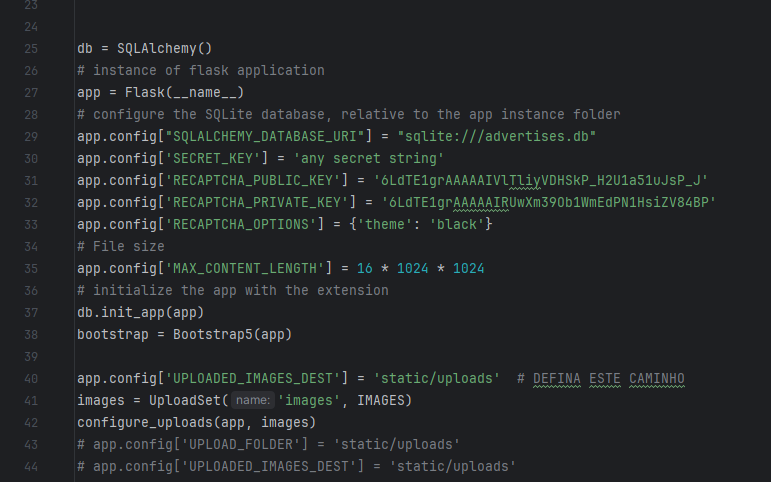 23
24
25 db = SQLAlchemy()
26 # instance of flask application
27 app = Flask(__name__)
28 # configure the SQLite database, relative to the app instance folder
29 app.config["SQLALCHEMY_DATABASE_URI"] = "sqlite:///advertises.db"
30 app.config['SECRET_KEY'] = 'any secret string'
31 app.config['RECAPTCHA_PUBLIC_KEY'] = '6LdTE1grAAAAAIVlTliyVDHSkP_H2U1a51uJsP_J'
32 app.config['RECAPTCHA_PRIVATE_KEY'] = '6LdTE1grAAAAAIRUwXm39Ob1WmEdPN1HsiZV84BP'
33 app.config['RECAPTCHA_OPTIONS'] = {'theme': 'black'}
34 # File size
35 app.config['MAX_CONTENT_LENGTH'] = 16 * 1024 * 1024
36 # initialize the app with the extension
37 db.init_app(app)
38 bootstrap = Bootstrap5(app)
39
40 app.config['UPLOADED_IMAGES_DEST'] = 'static/uploads'  # DEFINA ESTE CAMINHO
41 images = UploadSet( name: 'images', IMAGES)
42 configure_uploads(app, images)
43 # app.config['UPLOAD_FOLDER'] = 'static/uploads'
44 # app.config['UPLOADED_IMAGES_DEST'] = 'static/uploads'